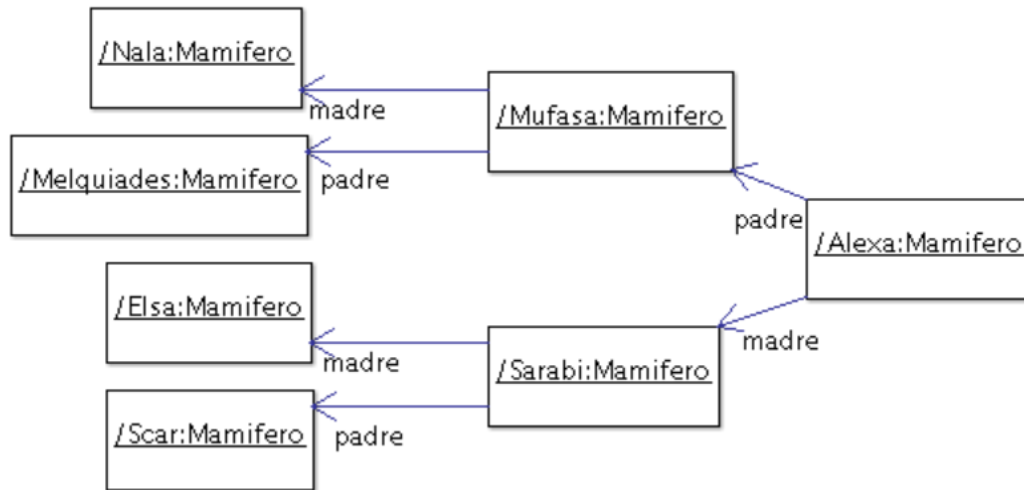 /Nala:Mamifero
madre
/Mufasa:Mamifero
/Melquiades:Mamifero
padre
padre
/Alexa:Mamifero
/Elsa:Mamifero
madre
madre
/Sarabi:Mamifero
/Scar:Mamifero
padre